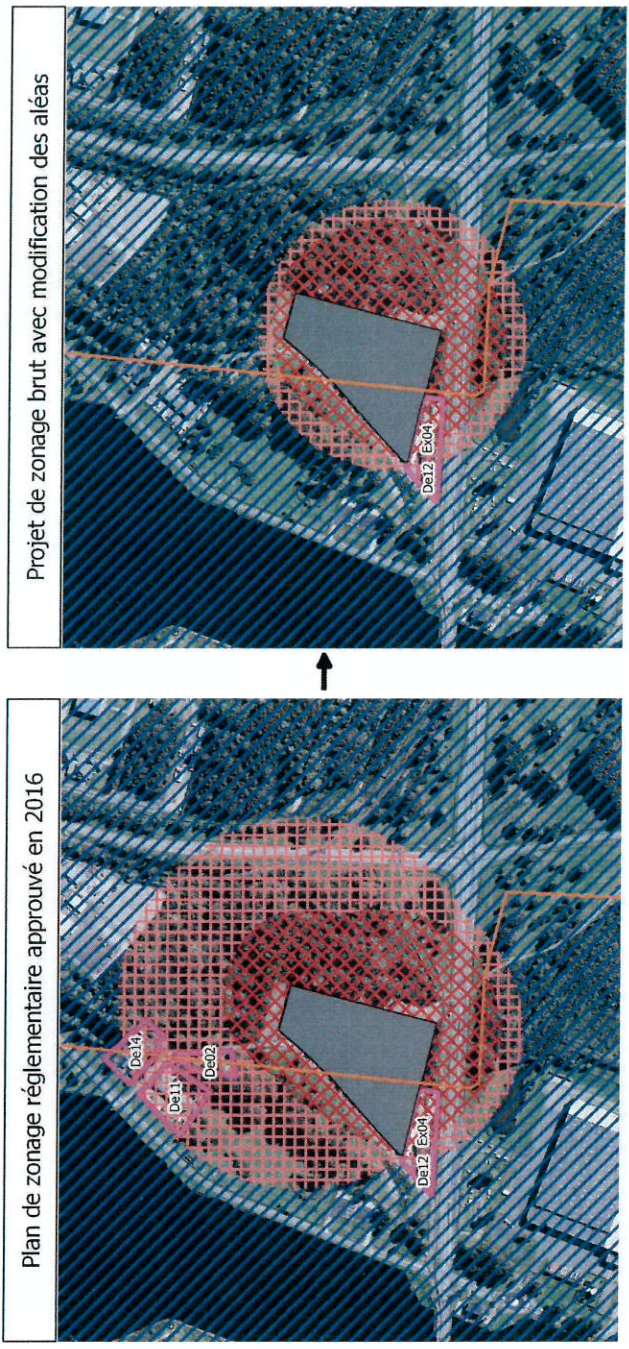 Plan de zonage réglementaire approuvé en 2016
De14
De11
De02
De12
Ex04
Projet de zonage brut avec modification des aléas
De12
Ex04